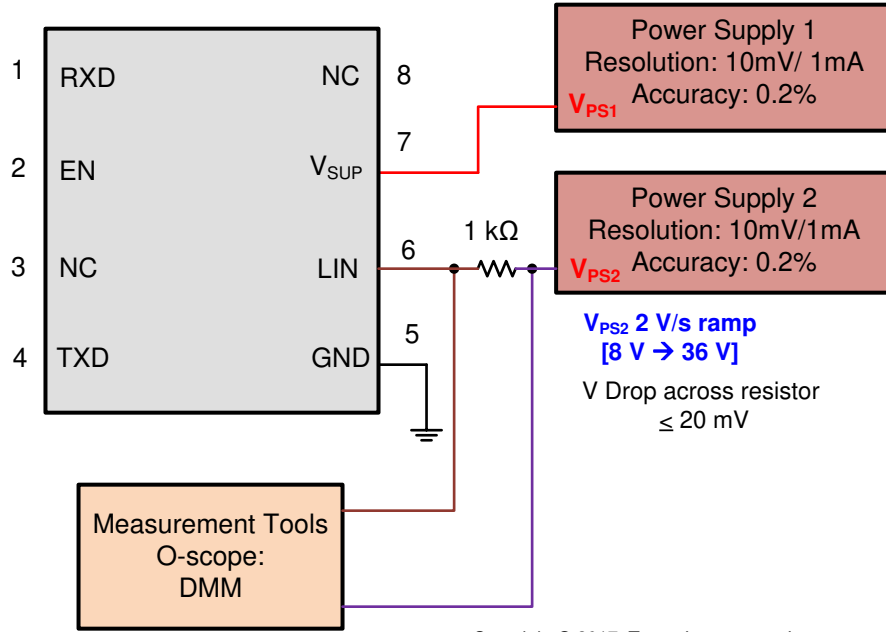 Power Supply 1
Resolution: 10mV/ 1mA
Accuracy: 0.2%
VPS1
1
RXD
NC
8
2
EN
VSUP
7
Power Supply 2
Resolution: 10mV/1mA
Accuracy: 0.2%
VPS2
1 kΩ
3
NC
LIN
6
VPS2 2 V/s ramp
[8 V → 36 V]
4
TXD
GND
5
V Drop across resistor
≤ 20 mV
Measurement Tools
O-scope:
DMM